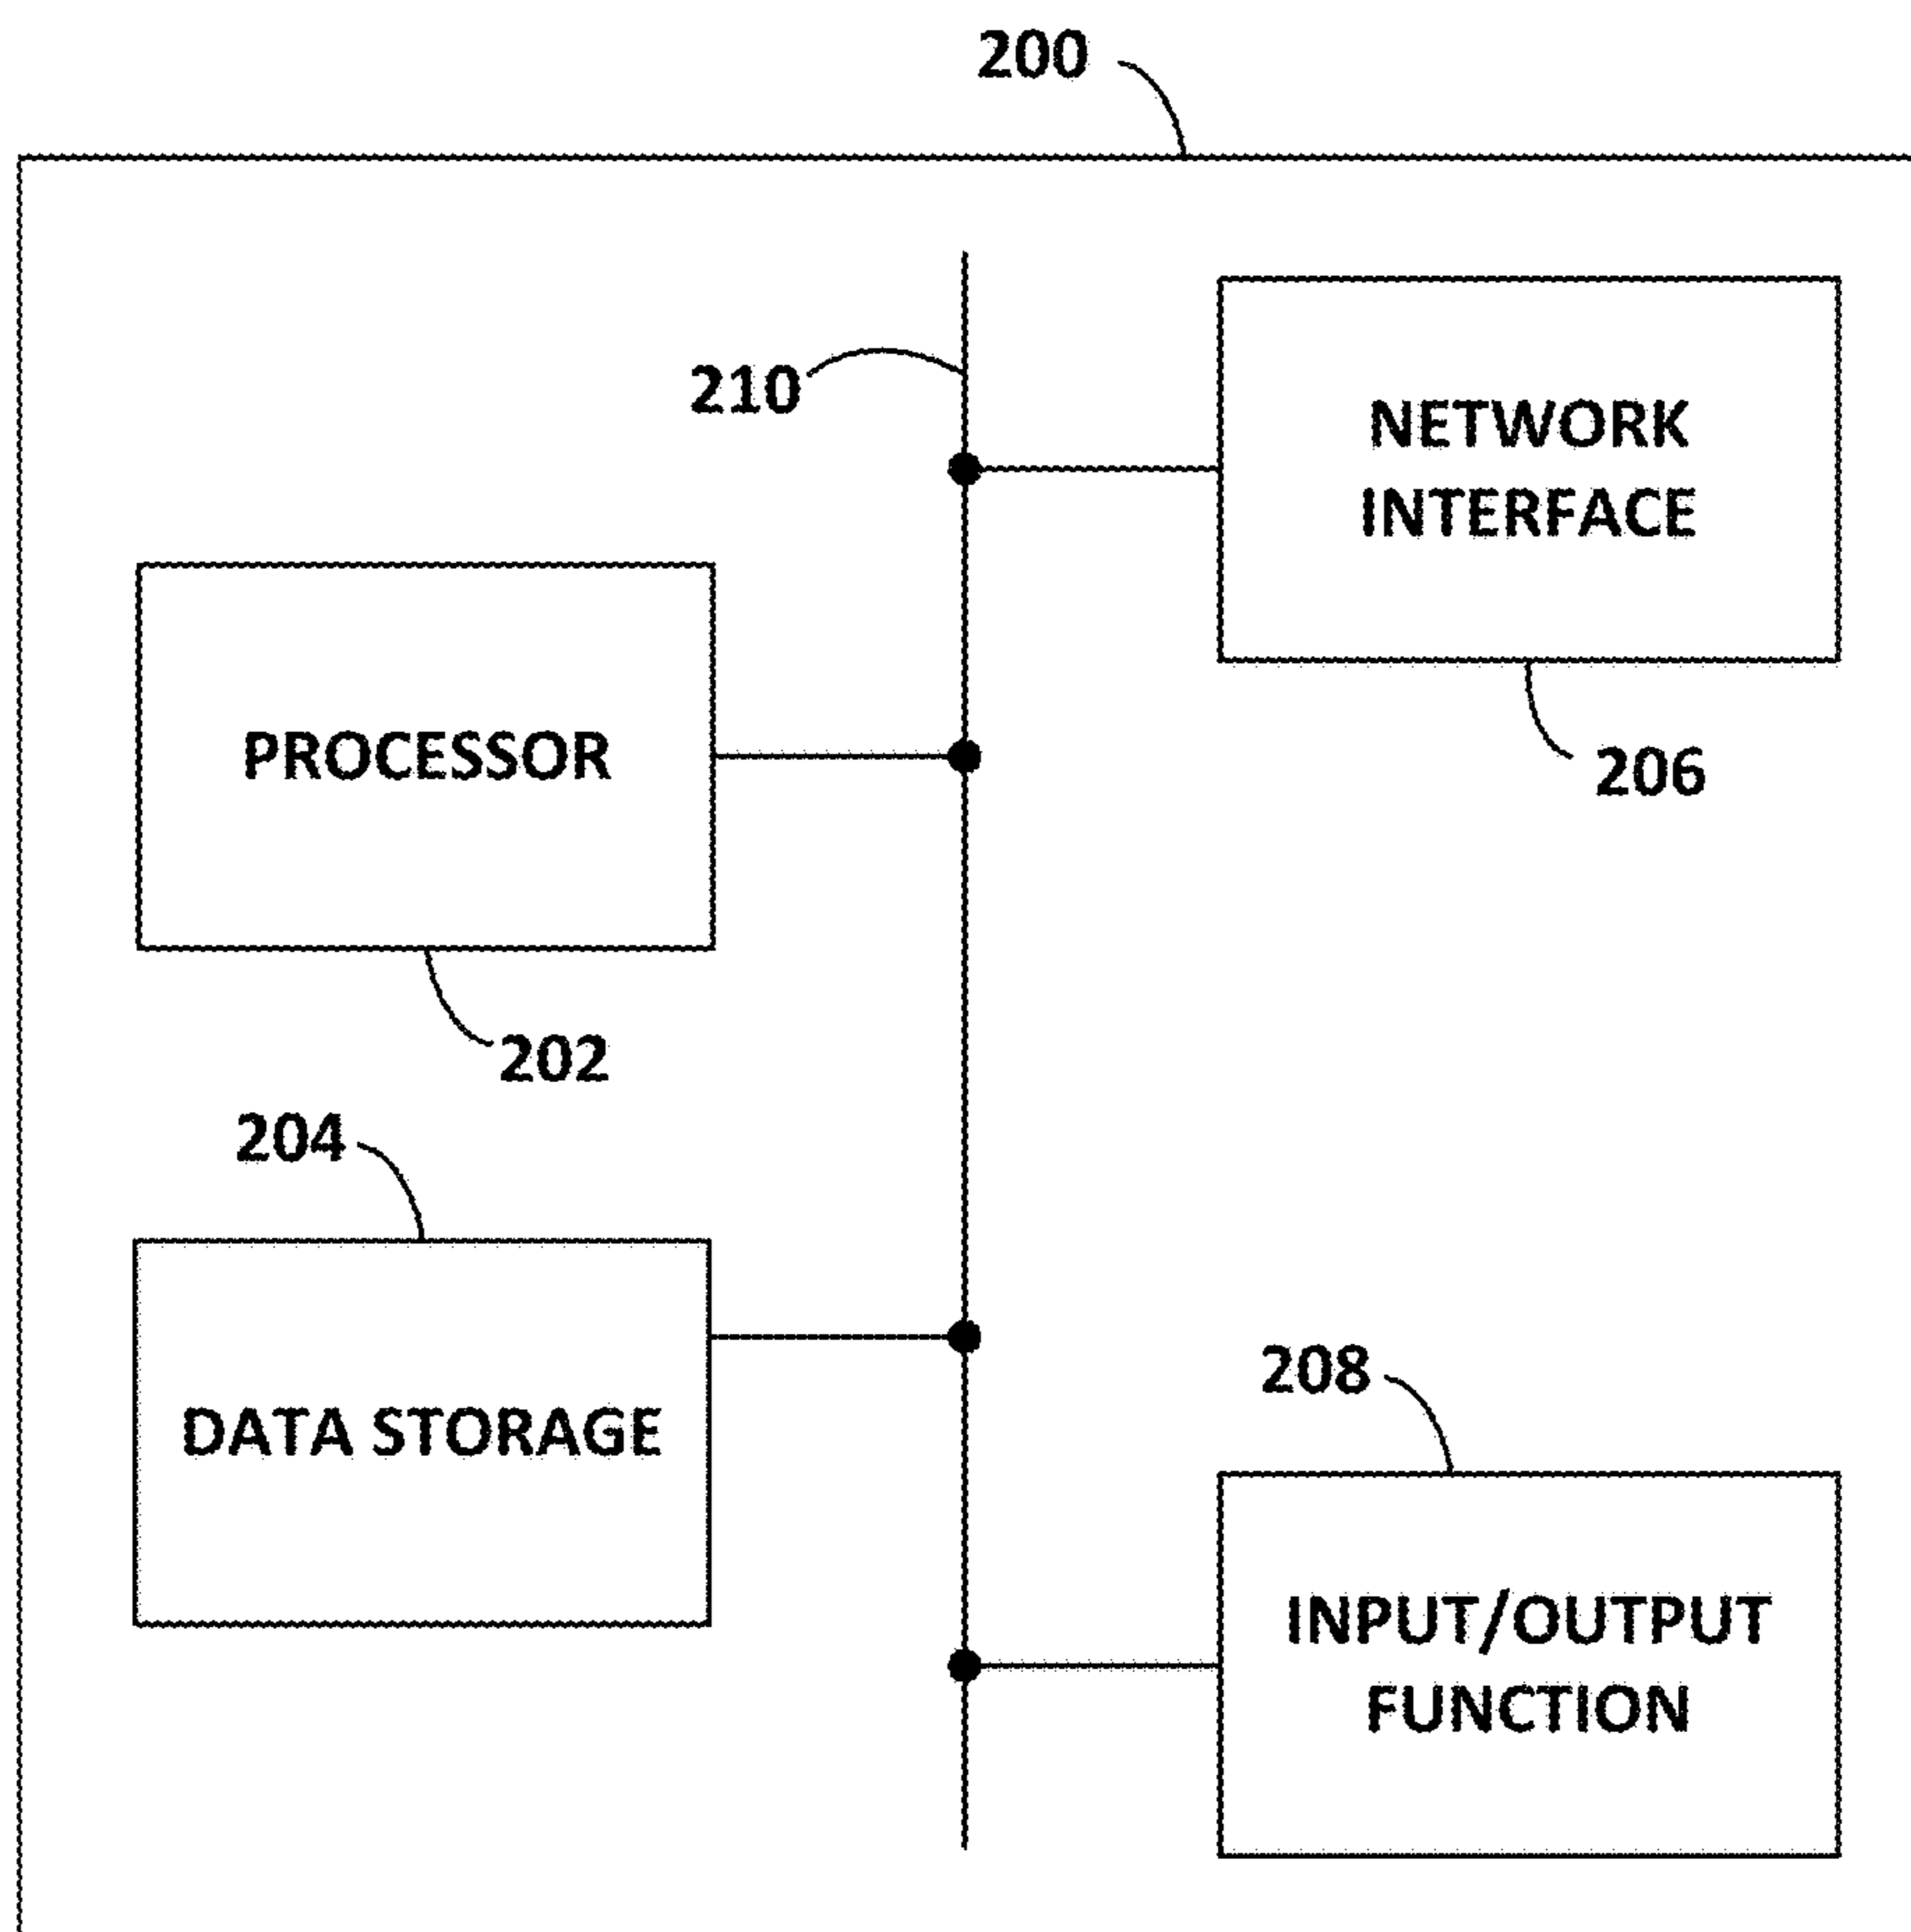 200
210
NETWORK
INTERFACE
206
PROCESSOR
202
204
DATA STORAGE
208
INPUT/OUTPUT
FUNCTION